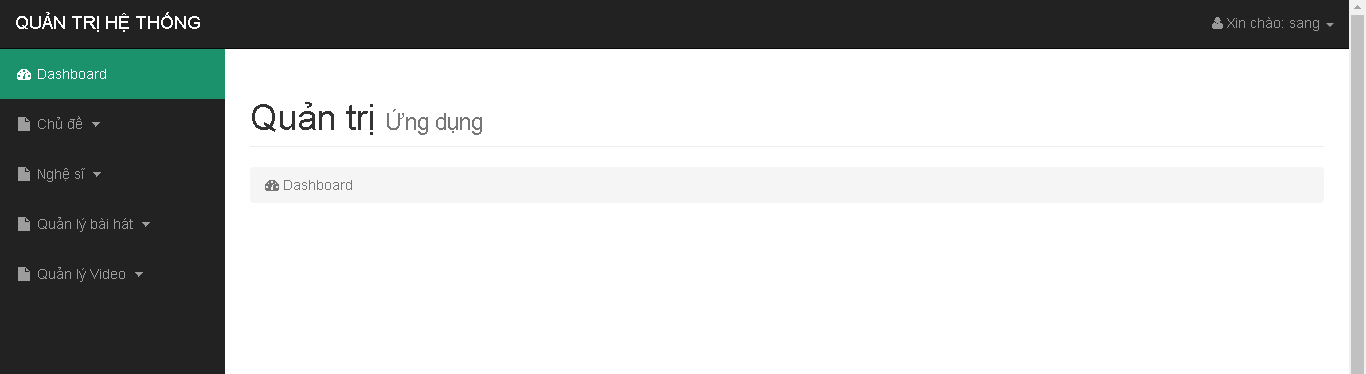 QUẢN TRỊ HỆ THỐNG
Xin chào: sang
Dashboard
Chủ đề
Nghệ sĩ
Quản lý bài hát
Quản lý Video
Quản trị Ứng dụng
Dashboard